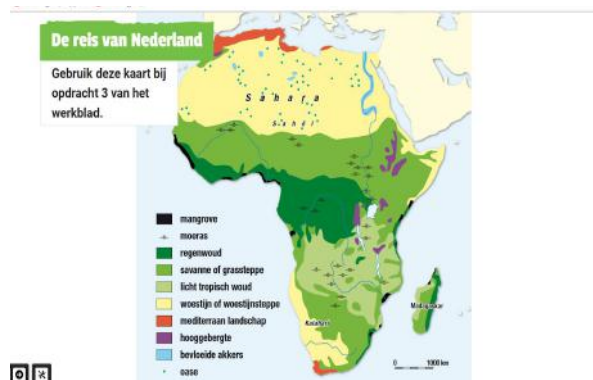 De reis van Nederland
Gebruik deze kaart bij
opdracht 3 van het
werkblad.
Sahara
Sahel
mangrove
moeras
regenwoud
savanne of grassteppe
licht tropisch woud
woestijn of woestijnsteppe
mediterraan landschap
hooggebergte
bevloeide akkers
oase
Kalahari
Madagaskar
0 1000 km